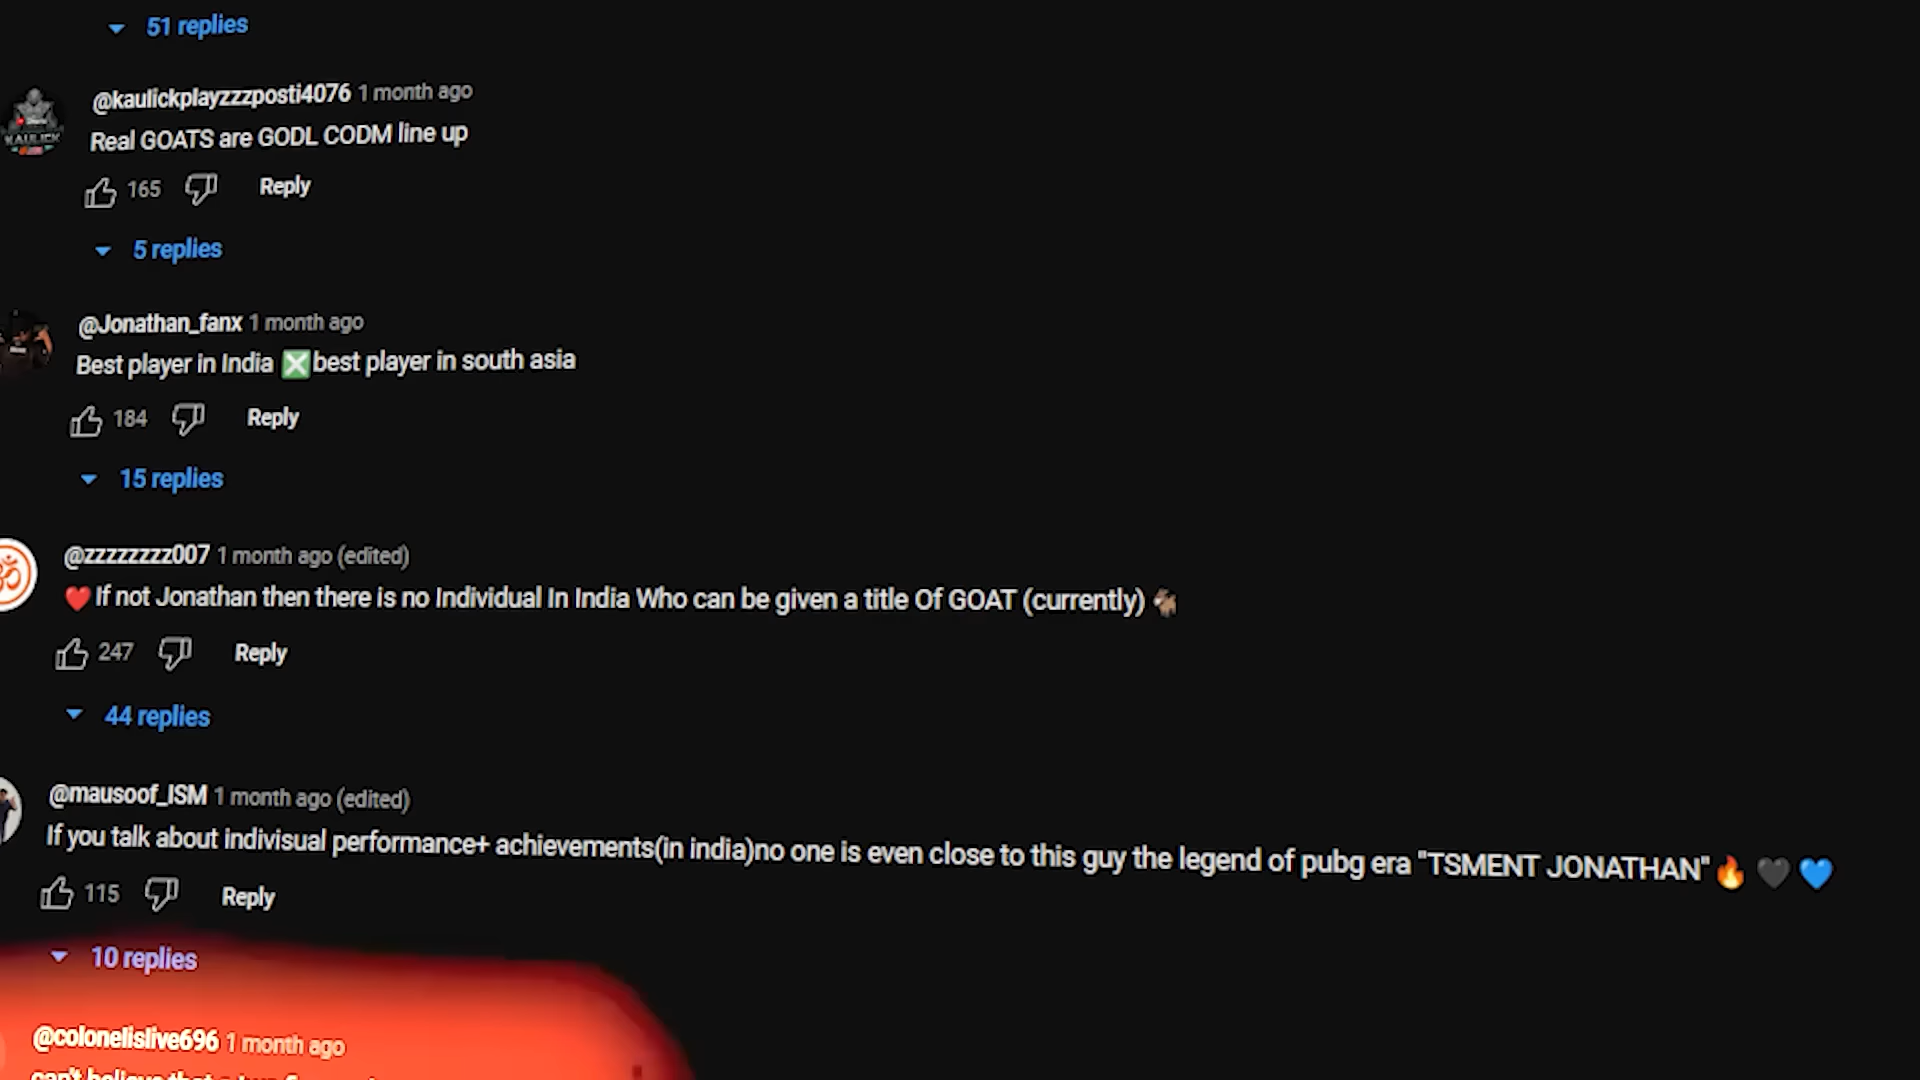 51 replies
@kaulickplayzzzposti4076 1 month ago
KAULICK
Real GOATS are GODL CODM line up
165 Reply
5 replies
@Jonathan_fanx 1 month ago
Best player in India ❎best player in south asia
184 Reply
15 replies
@zzzzzzzz007 1 month ago (edited)
ॐ
❤️If not Jonathan then there is no Individual In India Who can be given a title Of GOAT (currently) 🐐
247 Reply
44 replies
@mausoof_ISM 1 month ago (edited)
If you talk about indivisual performance+ achievements(in india)no one is even close to this guy the legend of pubg era "TSMENT JONATHAN"🔥🖤💙
115 Reply
10 replies
@colonelislive696 1 month ago
can't believe that a